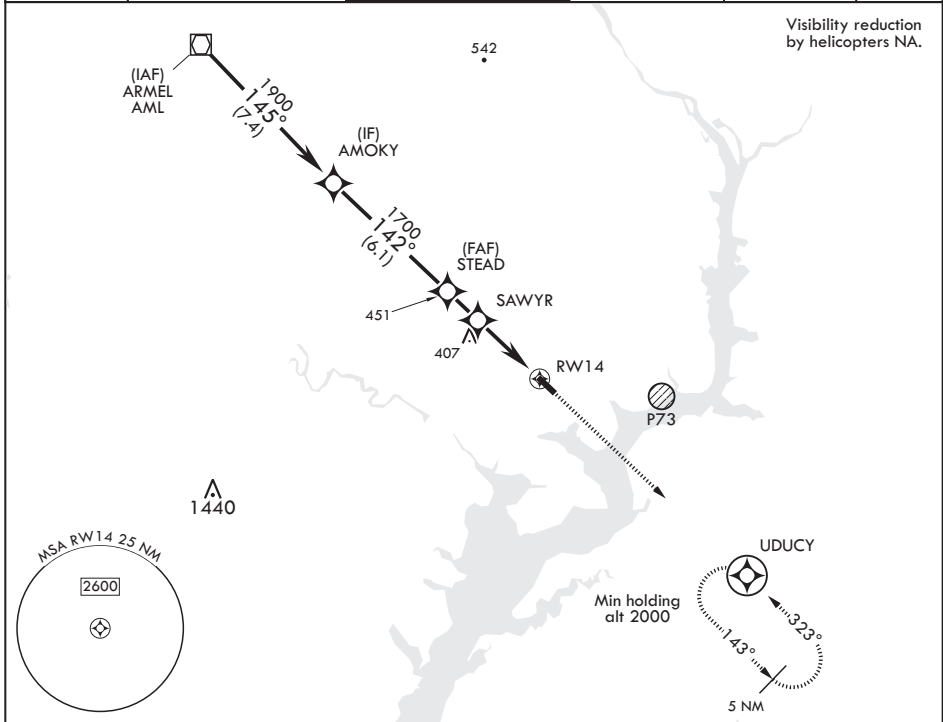 Visibility reduction
by helicopters NA.
542
(IAF)
ARMEL
AML
1900
145°
(7.4)
(IF)
AMOKY
1700
142°
(6.1)
(FAF)
STEAD
451
SAWYR
407
RW14
P73
1440
MSA RW14 25 NM
2600
UDUCY
Min holding
alt 2000
143°
323°
5 NM